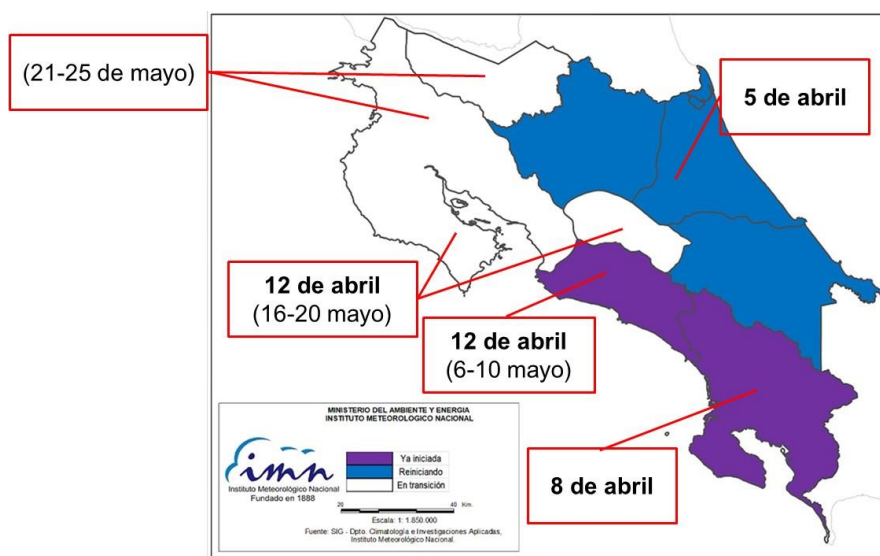 (21-25 de mayo)
5 de abril
12 de abril
(16-20 mayo)
12 de abril
(6-10 mayo)
8 de abril
MINISTERIO DEL AMBIENTE Y ENERGIA
INSTITUTO METEOROLOGICO NACIONAL
imn
Instituto Meteorológico Nacional
Fundado en 1888
Ya iniciada
Reiniciando
En transición
20 0 40 Km.
Escala: 1: 1.850.000
Fuente: SIG - Dpto. Climatología e Investigaciones Aplicadas,
Instituto Meteorológico Nacional.